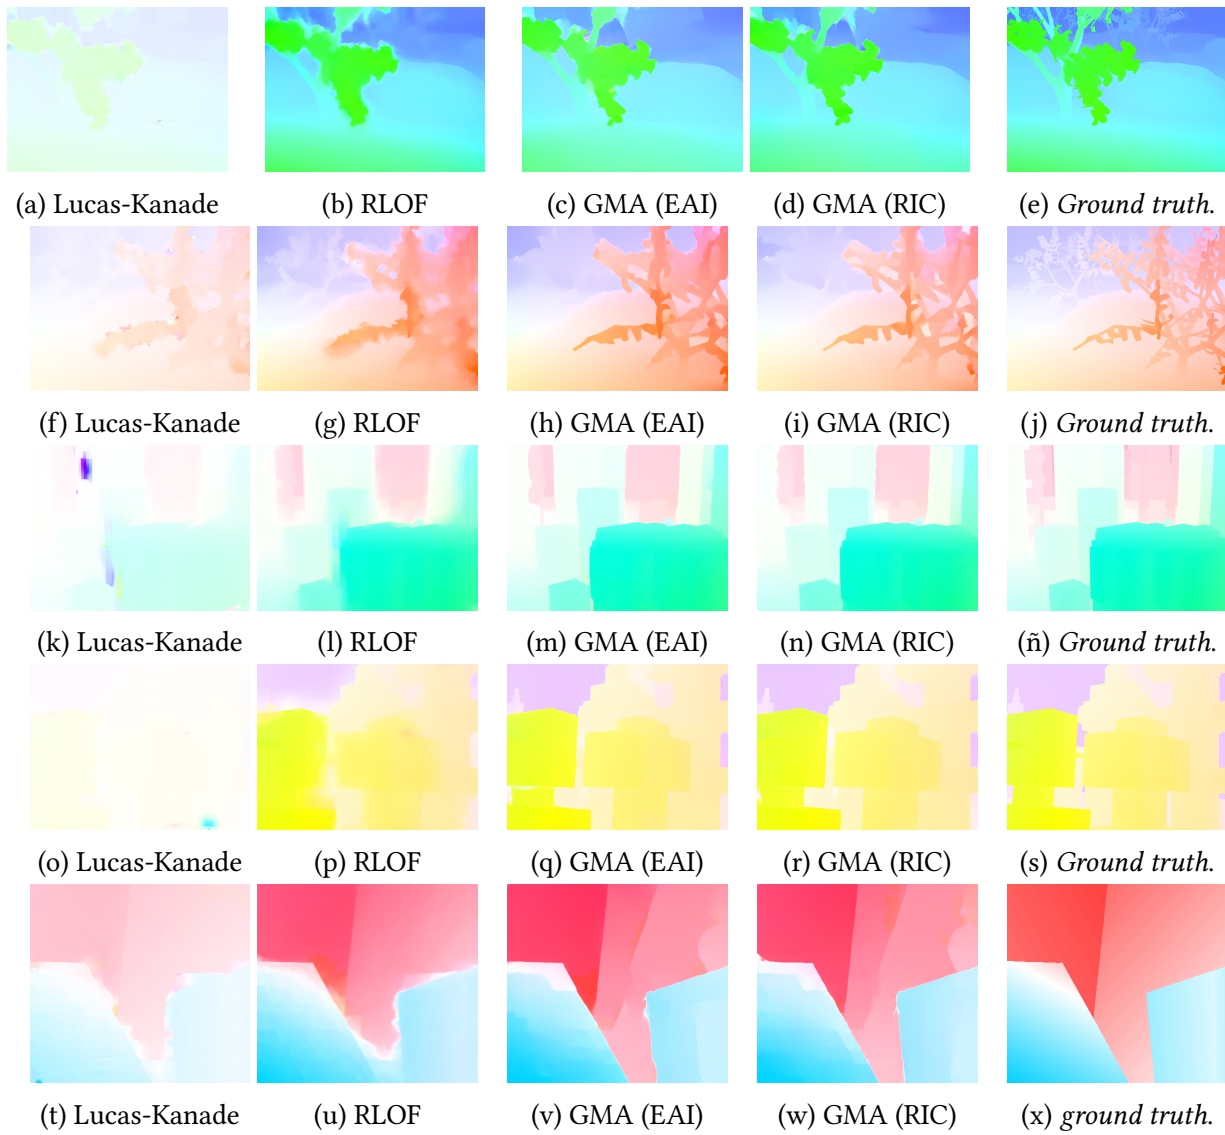 (a) Lucas-Kanade (b) RLOF (c) GMA (EAI) (d) GMA (RIC) (e) Ground truth.
(f) Lucas-Kanade (g) RLOF (h) GMA (EAI) (i) GMA (RIC) (j) Ground truth.
(k) Lucas-Kanade (l) RLOF (m) GMA (EAI) (n) GMA (RIC) (ñ) Ground truth.
(o) Lucas-Kanade (p) RLOF (q) GMA (EAI) (r) GMA (RIC) (s) Ground truth.
(t) Lucas-Kanade (u) RLOF (v) GMA (EAI) (w) GMA (RIC) (x) ground truth.